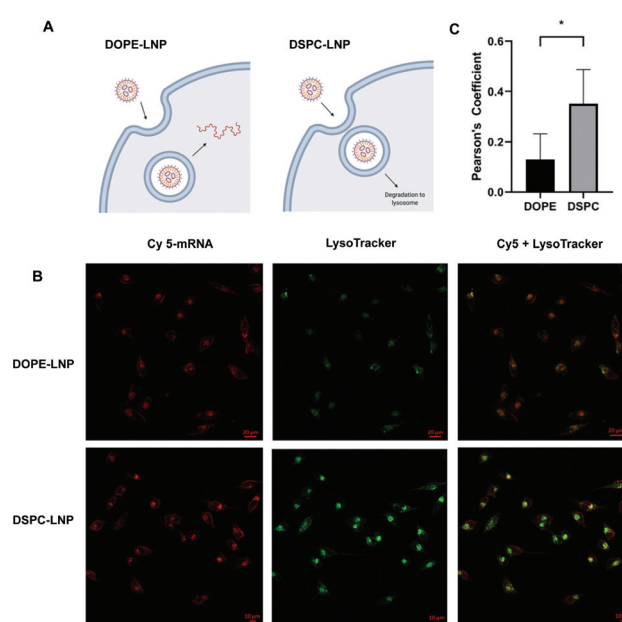 A
DOPE-LNP
DSPC-LNP
Degradation to
lysosome
C
*
Pearson's Coefficient
0.6
0.4
0.2
0.0
DOPE DSPC
Cy 5-mRNA
LysoTracker
Cy5 + LysoTracker
B
DOPE-LNP
20 μm
20 μm
20 μm
DSPC-LNP
10 μm
10 μm
10 μm